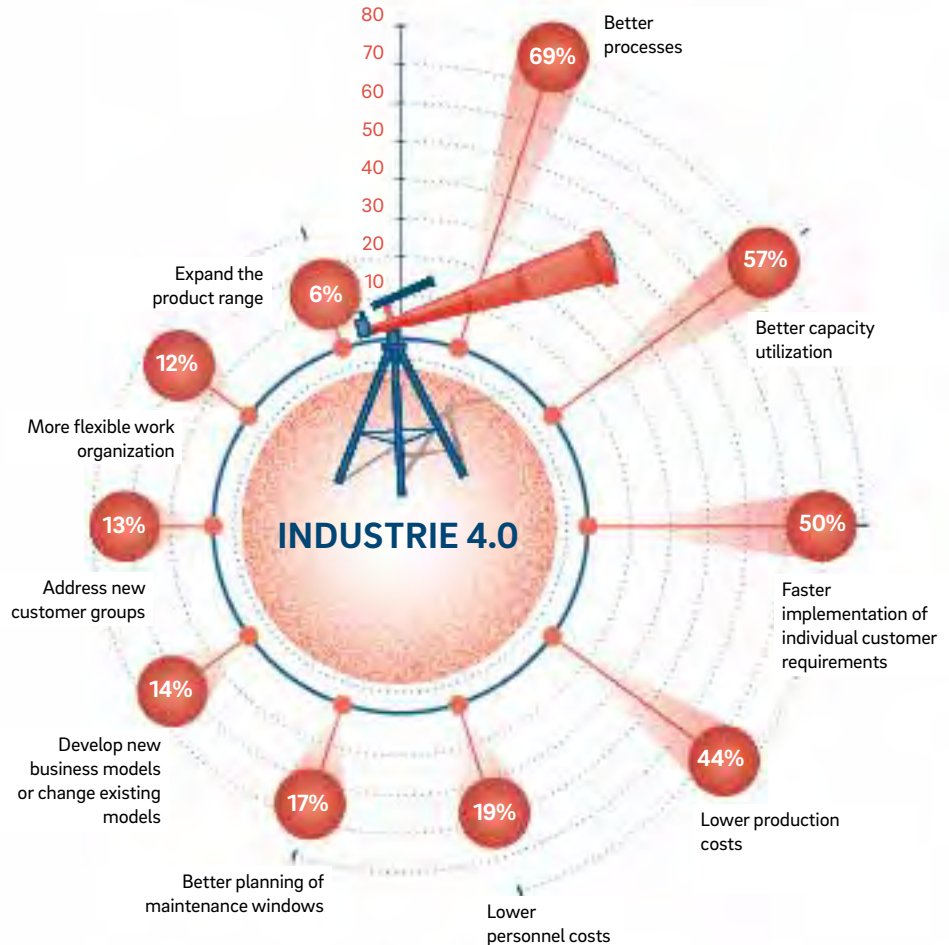 80
70
60
50
40
30
20
10
Better
processes
69%
57%
Better capacity
utilization
50%
Faster
implementation of
individual customer
requirements
44%
Lower production
costs
19%
Lower
personnel costs
17%
Better planning of
maintenance windows
14%
Develop new
business models
or change existing
models
13%
Address new
customer groups
12%
More flexible work
organization
6%
Expand the
product range
INDUSTRIE 4.0